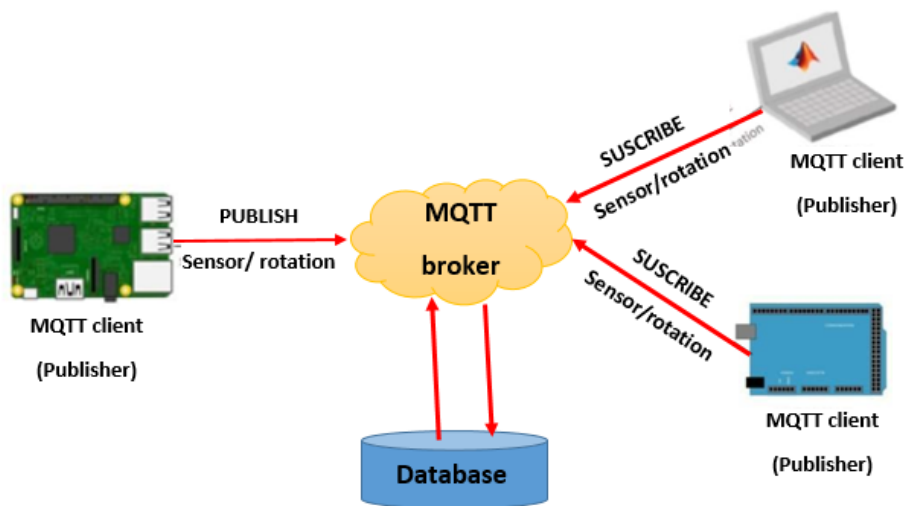 PUBLISH
Sensor/ rotation
MQTT client
(Publisher)
MQTT
broker
SUSCRIBE
Sensor/rotation
MQTT client
(Publisher)
SUSCRIBE
Sensor/rotation
MQTT client
(Publisher)
Database